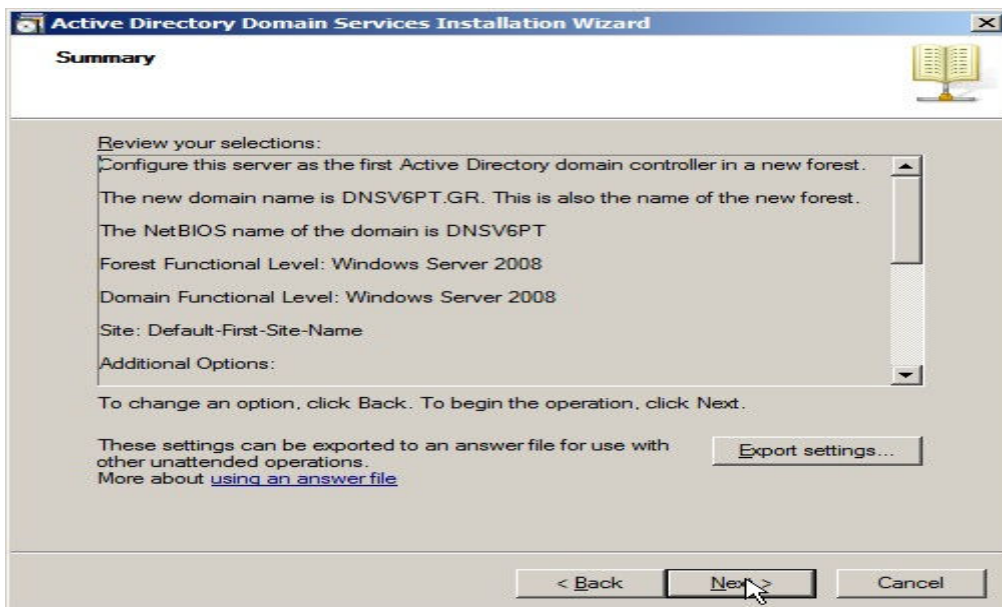 Active Directory Domain Services Installation Wizard
Summary
Review your selections:
Configure this server as the first Active Directory domain controller in a new forest.
The new domain name is DNSV6PT.GR. This is also the name of the new forest.
The NetBIOS name of the domain is DNSV6PT
Forest Functional Level: Windows Server 2008
Domain Functional Level: Windows Server 2008
Site: Default-First-Site-Name
Additional Options:
To change an option, click Back. To begin the operation, click Next.
These settings can be exported to an answer file for use with
other unattended operations.
More about using an answer file
Export settings...
< Back
Next >
Cancel